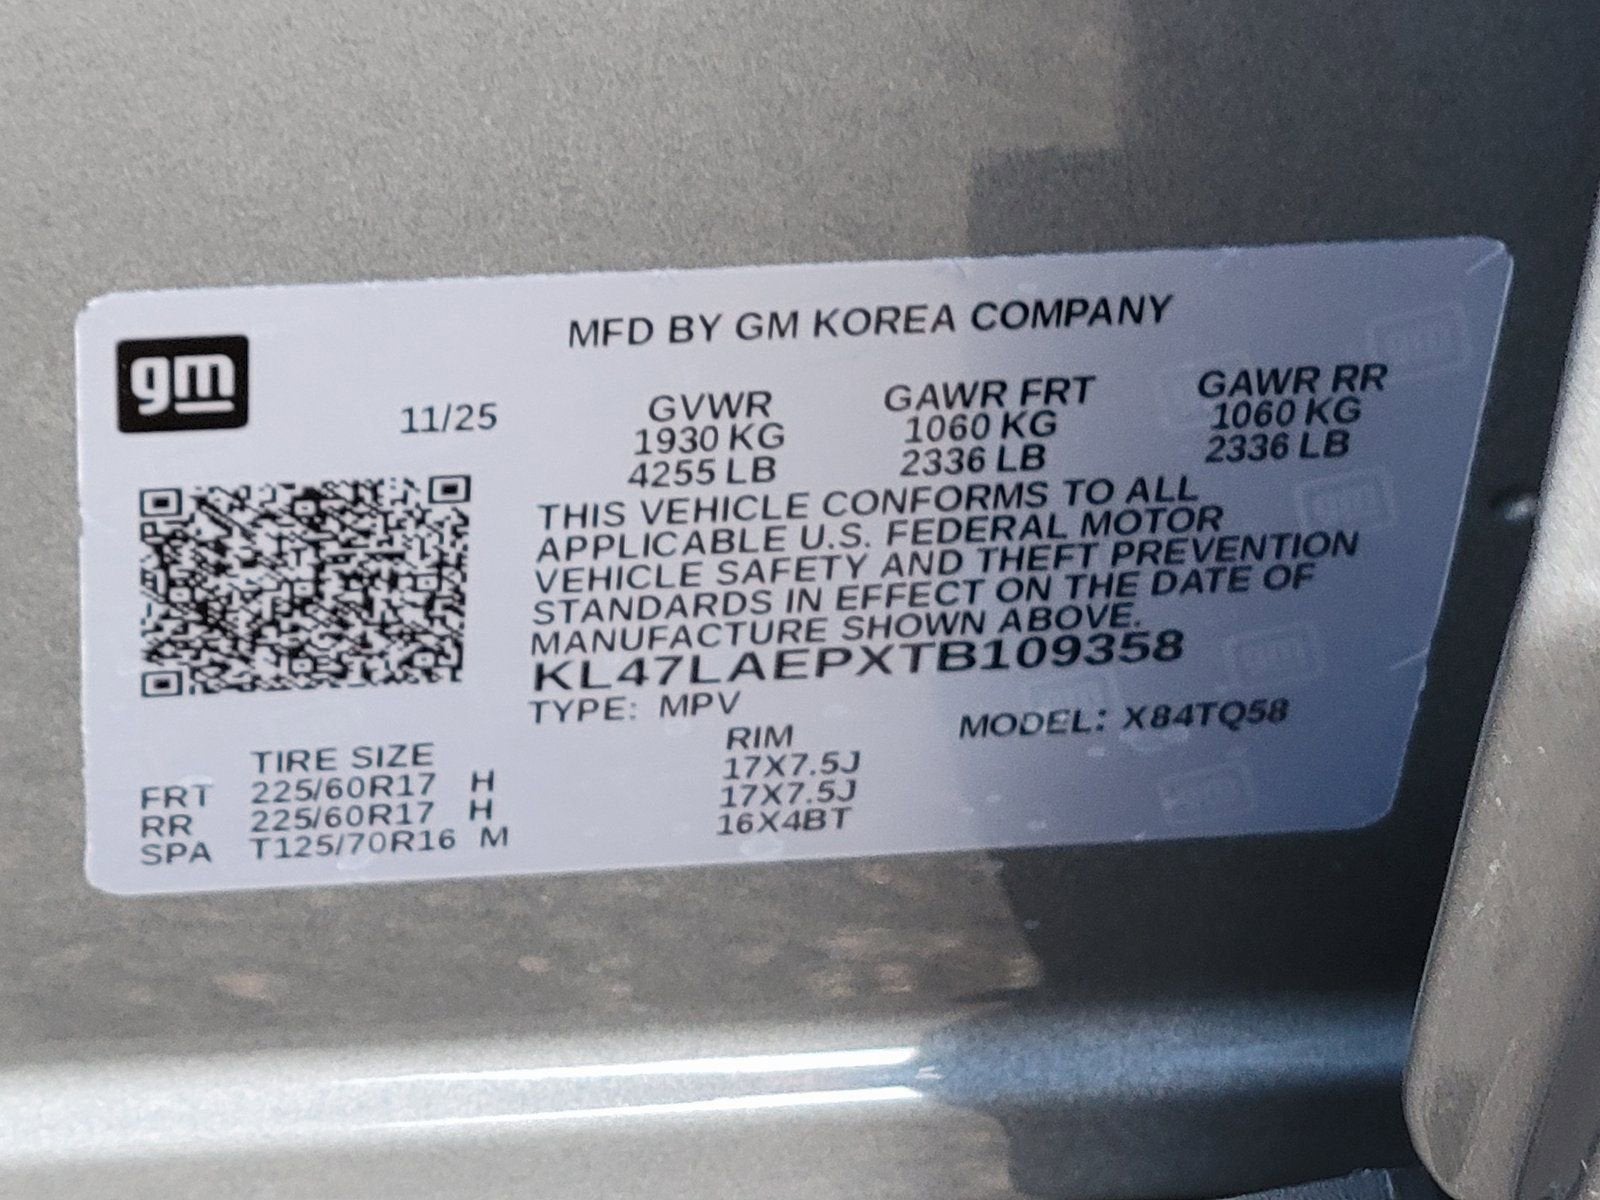 MFD BY GM KOREA COMPANY
gm
11/25
GVWR GAWR FRT GAWR RR
1930 KG 1060 KG 1060 KG
4255 LB 2336 LB 2336 LB
THIS VEHICLE CONFORMS TO ALL
APPLICABLE U.S. FEDERAL MOTOR
VEHICLE SAFETY AND THEFT PREVENTION
STANDARDS IN EFFECT ON THE DATE OF
MANUFACTURE SHOWN ABOVE.
KL47LAEPXTB109358
TYPE: MPV MODEL: X84TQ58
TIRE SIZE RIM
FRT 225/60R17 H 17X7.5J
RR 225/60R17 H 17X7.5J
SPA T125/70R16 M 16X4BT